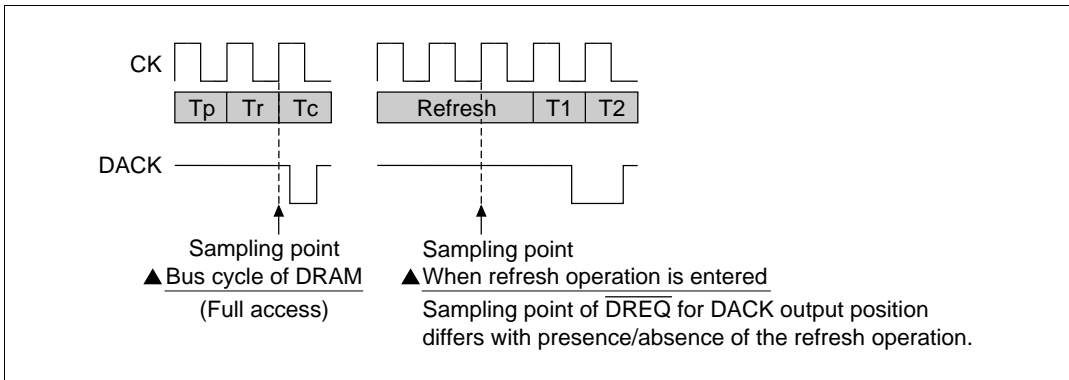 CK
Tp Tr Tc Refresh T1 T2
DACK
Sampling point
▲Bus cycle of DRAM
(Full access)
Sampling point
▲When refresh operation is entered
Sampling point of DREQ for DACK output position
differs with presence/absence of the refresh operation.